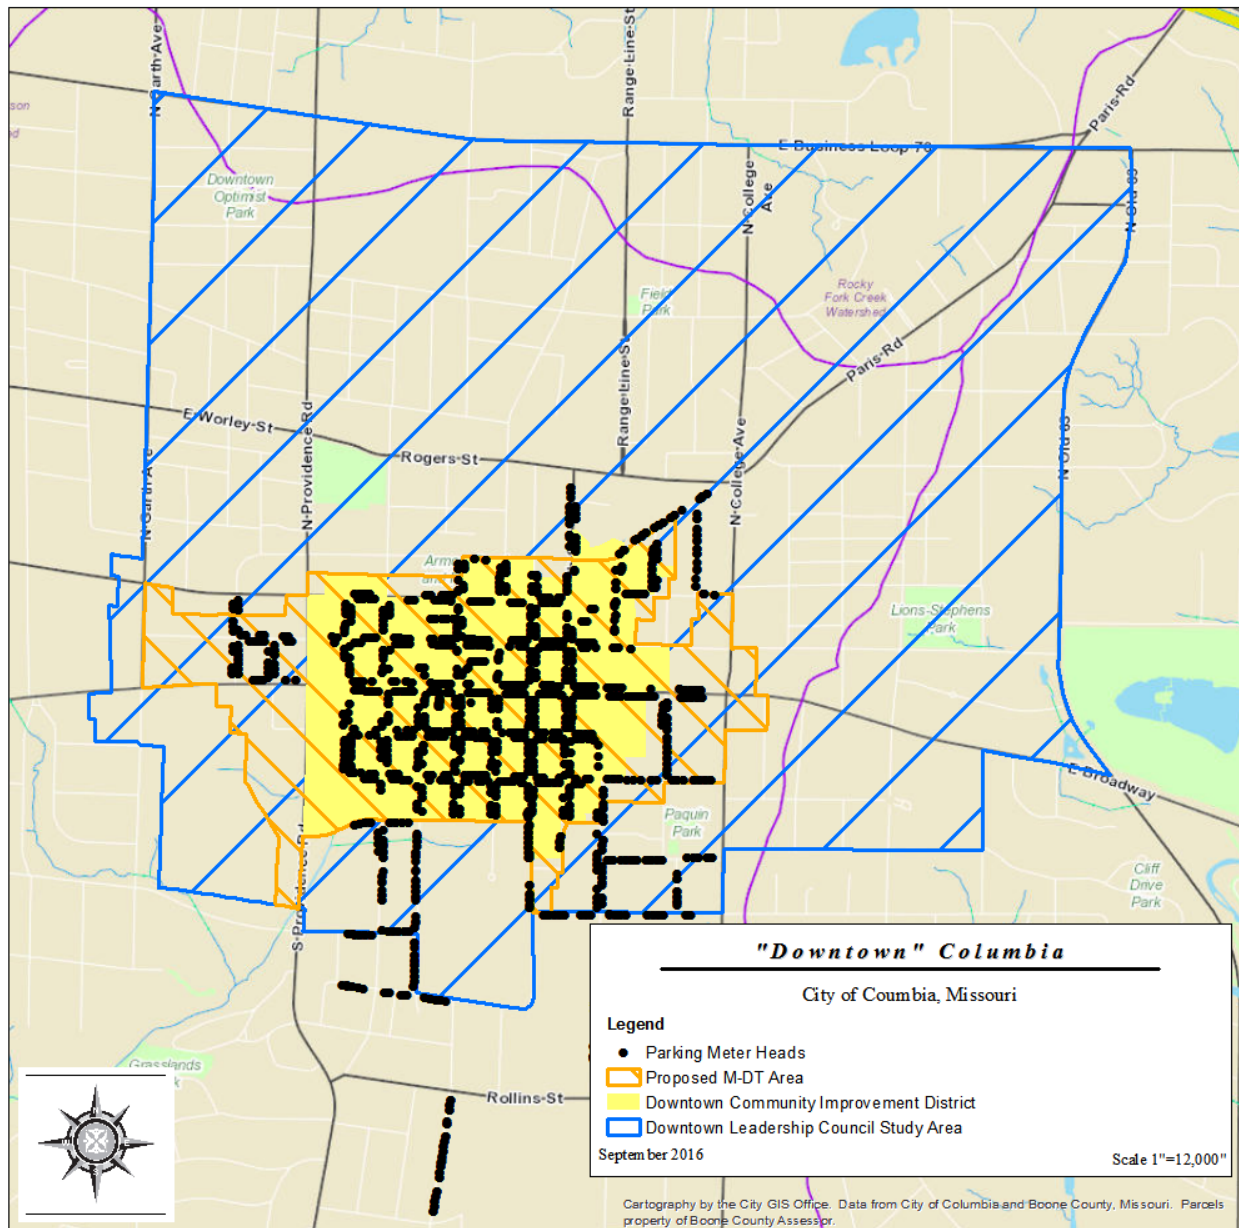 N Garth Ave
Range Line St
Paris Rd
E Business Loop 70
son
Downtown
Optimist
Park
N College
Ave
N Old 63
Field
Park
Rocky
Fork Creek
Watershed
Range Line St
Paris Rd
E Worley St
N Providence Rd
Rogers St
N College Ave
N Old 63
N Garth Ave
Lions-Stephens
Park
Paquin
Park
E Broadway
Cliff
Drive
Park
S Providence Rd
"Downtown" Columbia
City of Coumbia, Missouri
Legend
Parking Meter Heads
Proposed M-DT Area
Downtown Community Improvement District
Downtown Leadership Council Study Area
September 2016
Scale 1"=12,000"
Grasslands
Rollins St
Cartography by the City GIS Office. Data from City of Columbia and Boone County, Missouri. Parcels
property of Boone County Assessor.